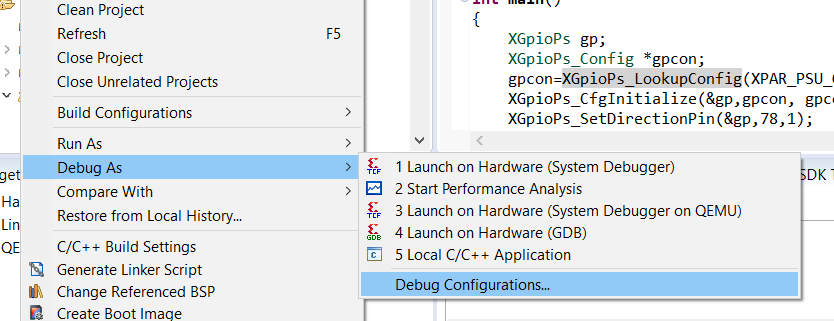 Clean Project
Refresh F5
Close Project
Close Unrelated Projects
Build Configurations
Run As
Debug As
Compare With
Restore from Local History...
C/C++ Build Settings
Generate Linker Script
Change Referenced BSP
Create Boot Image
1 Launch on Hardware (System Debugger)
2 Start Performance Analysis
3 Launch on Hardware (System Debugger on QEMU)
4 Launch on Hardware (GDB)
5 Local C/C++ Application
Debug Configurations...
int main()
{
XGpioPs gp;
XGpioPs_Config *gpcon;
gpcon=XGpioPs_LookupConfig(XPAR_PSU_
XGpioPs_CfgInitialize(&gp,gpcon, gpc
XGpioPs_SetDirectionPin(&gp,78,1);
get
Ha
Lin
QE
SDK T
TCF
TCF
GDB